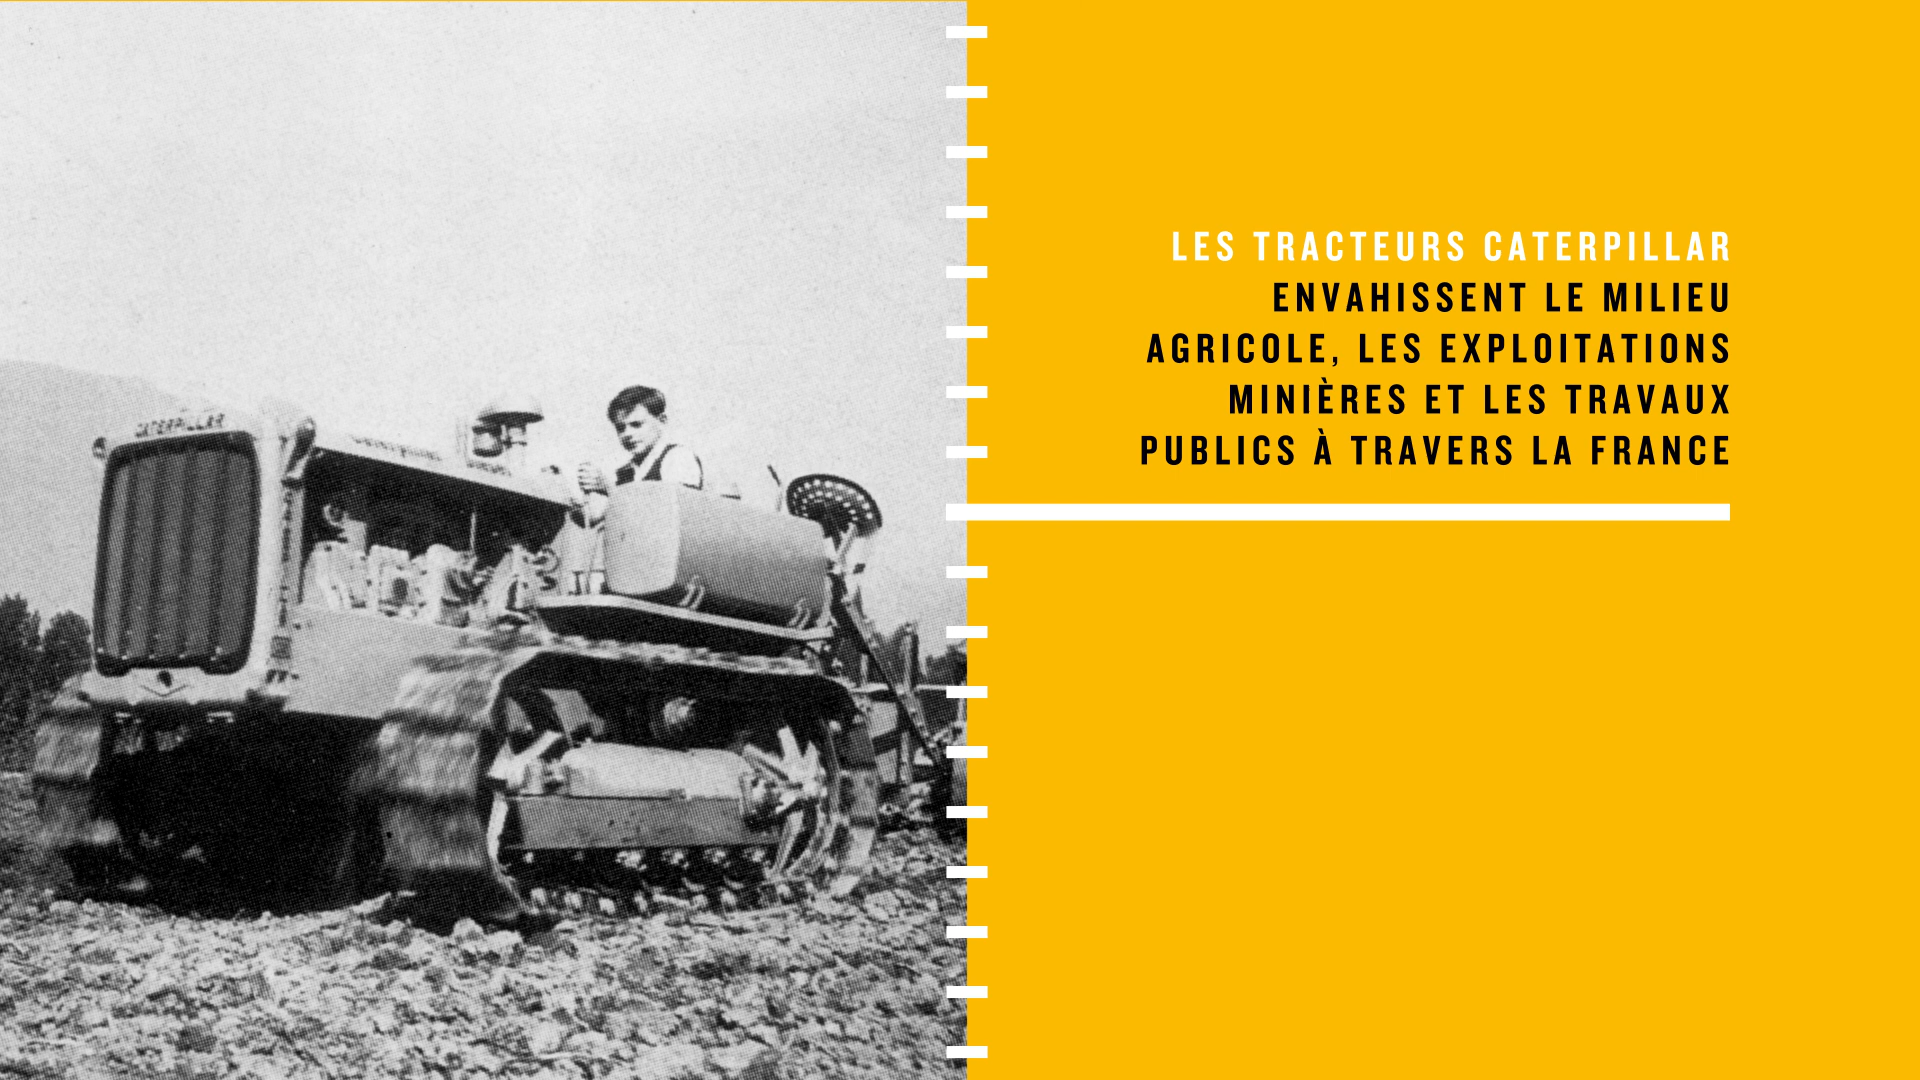 LES TRACTEURS CATERPILLAR
ENVAHISSENT LE MILIEU
AGRICOLE, LES EXPLOITATIONS
MINIÈRES ET LES TRAVAUX
PUBLICS À TRAVERS LA FRANCE
CATERPILLAR